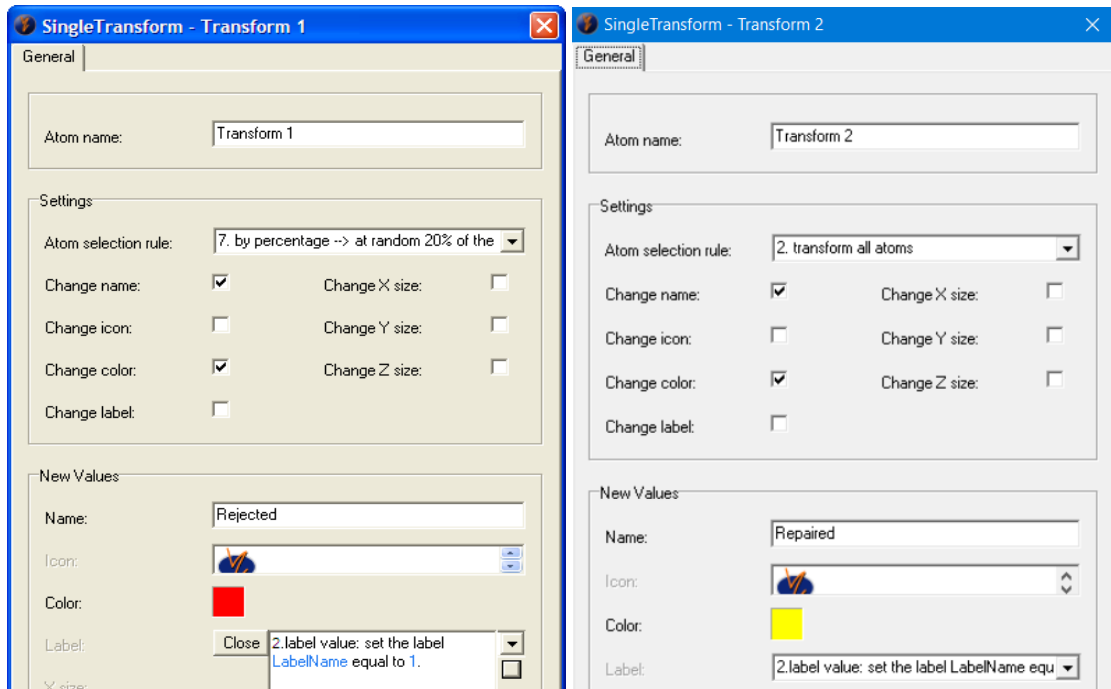 SingleTransform - Transform 1
General
Atom name: Transform 1
Settings
Atom selection rule: 7. by percentage --> at random 20% of the
Change name: Change X size:
Change icon: Change Y size:
Change color: Change Z size:
Change label:
New Values
Name: Rejected
Icon:
Color:
Label: Close 2.label value: set the label
LabelName equal to 1.
X size:
SingleTransform - Transform 2
General
Atom name: Transform 2
Settings
Atom selection rule: 2. transform all atoms
Change name: Change X size:
Change icon: Change Y size:
Change color: Change Z size:
Change label:
New Values
Name: Repaired
Icon:
Color:
Label: 2.label value: set the label LabelName equ